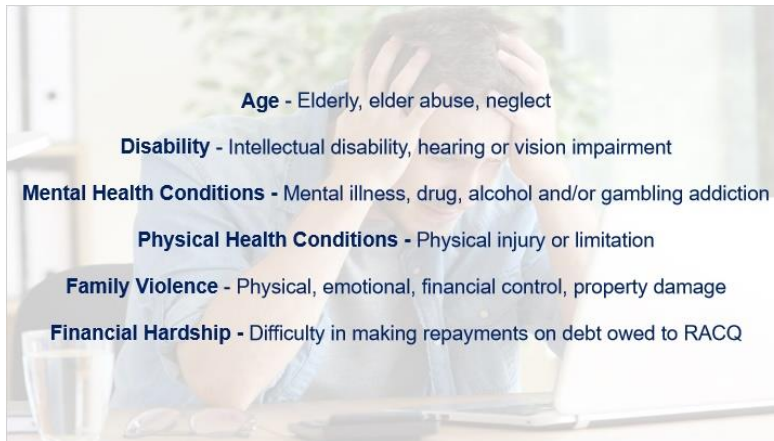 Age - Elderly, elder abuse, neglect
Disability - Intellectual disability, hearing or vision impairment
Mental Health Conditions - Mental illness, drug, alcohol and/or gambling addiction
Physical Health Conditions - Physical injury or limitation
Family Violence - Physical, emotional, financial control, property damage
Financial Hardship - Difficulty in making repayments on debt owed to RACQ